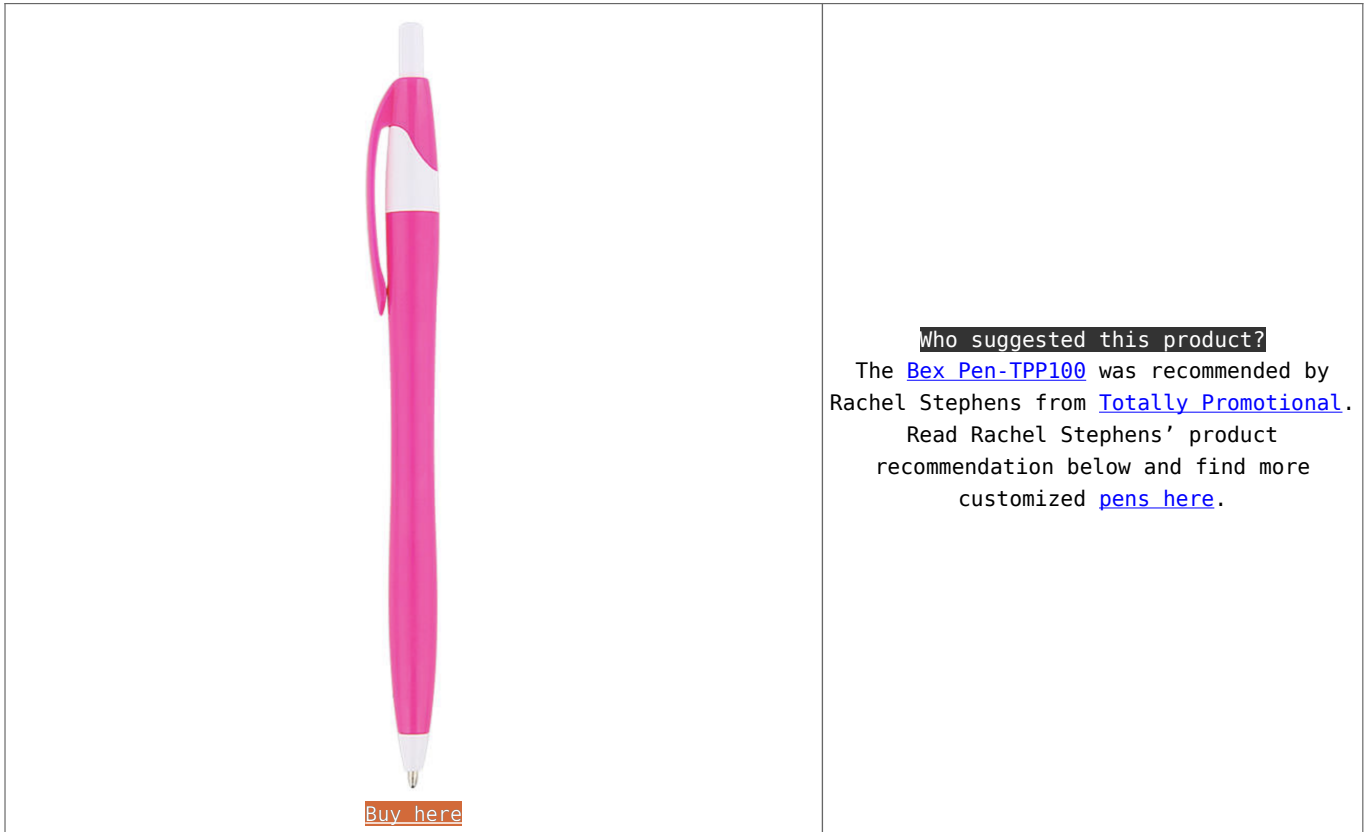 Who suggested this product?
The Bex Pen-TPP100 was recommended by
Rachel Stephens from Totally Promotional.
Read Rachel Stephens’ product
recommendation below and find more
customized pens here.
Buy here